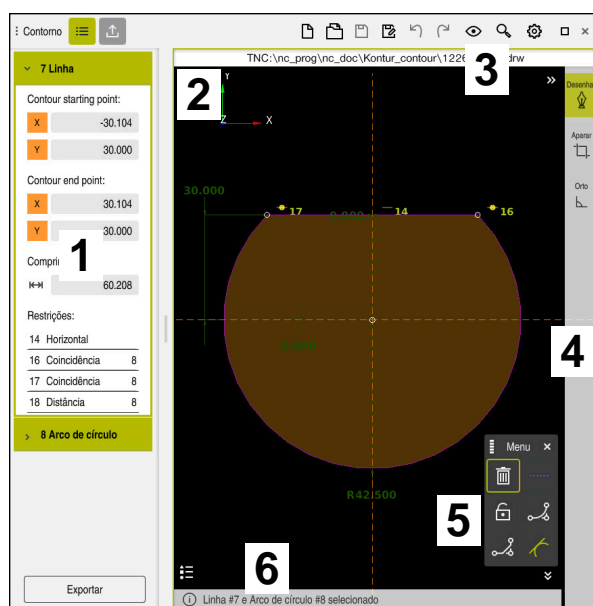 Contorno
TNC:\nc_prog\nc_doc\Kontur_contour\1226 drw
3
7 Linha
Contour starting point:
X -30.104
Y 30.000
Contour end point:
X 30.104
Y 30.000
1
60.208
Restrições:
14 Horizontal
16 Coincidência 8
17 Coincidência 8
18 Distância 8
8 Arco de círculo
Exportar
2
Y
Z X
30.000
17
14
16
R42.500
Desenha
Aparar
Orto
4
Menu
5
6
Linha #7 e Arco de círculo #8 selecionado